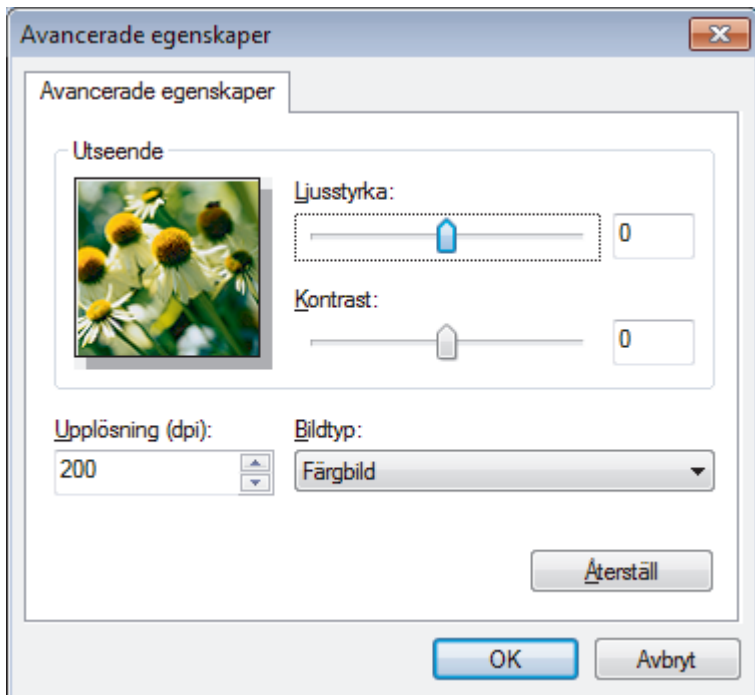 Avancerade egenskaper
Avancerade egenskaper
Utseende
Ljusstyrka:
0
Kontrast:
0
Upplösning (dpi):
200
Bildtyp:
Färgbild
Återställ
OK
Avbryt